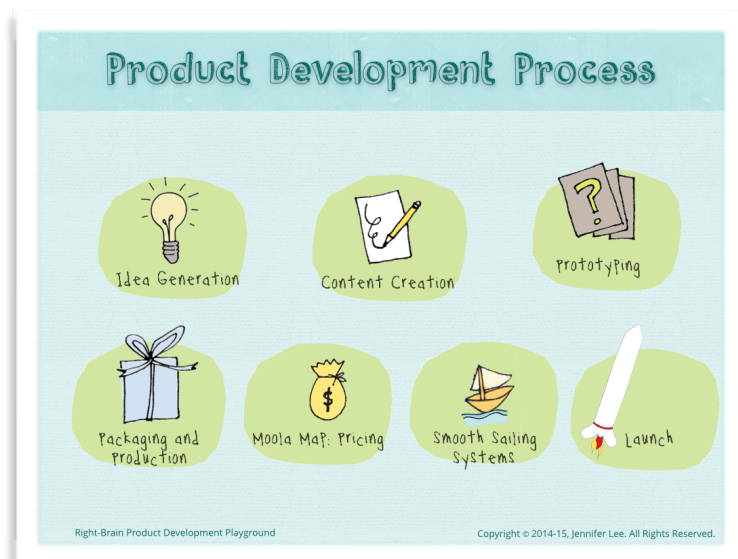 Product Development Process
Idea Generation
Content Creation
?
Prototyping
Packaging and
Production
$
Moola Map: Pricing
Smooth Sailing
Systems
Launch
Right-Brain Product Development Playground
Copyright © 2014-15, Jennifer Lee. All Rights Reserved.